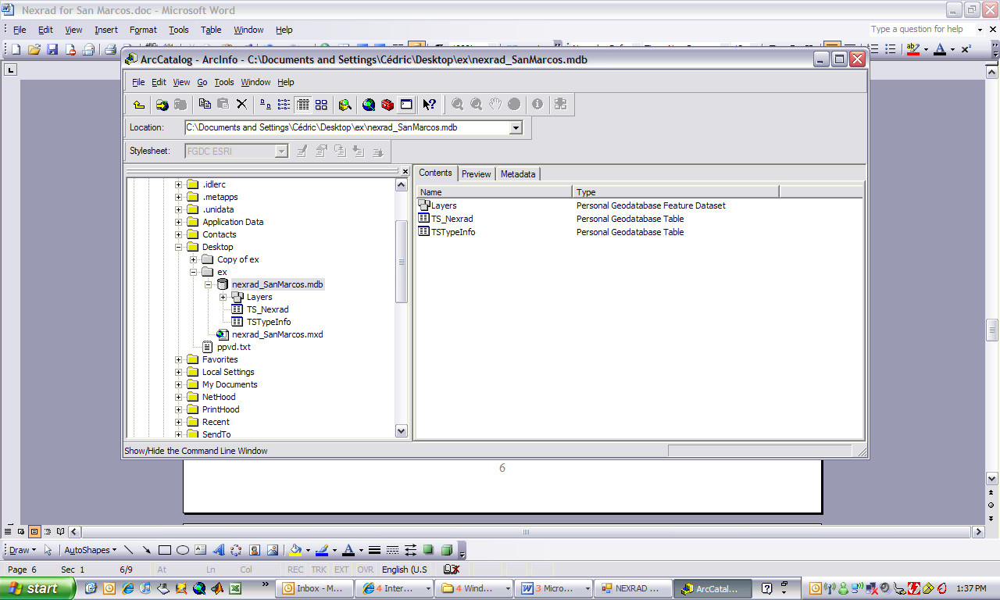 Nexrad for San Marcos.doc - Microsoft Word
File Edit View Insert Format Tools Table Window Help
Type a question for help
ArcCatalog - ArcInfo - C:\Documents and Settings\Cédric\Desktop\ex\nexrad_SanMarcos.mdb
File Edit View Go Tools Window Help
Location: C:\Documents and Settings\Cédric\Desktop\ex\nexrad_SanMarcos.mdb
Stylesheet: FGDC ESRI
Contents Preview Metadata
Name Type
Layers Personal Geodatabase Feature Dataset
TS_Nexrad Personal Geodatabase Table
TSTypeInfo Personal Geodatabase Table
.idlerc
.metapps
.unidata
Application Data
Contacts
Desktop
Copy of ex
ex
nexrad_SanMarcos.mdb
Layers
TS_Nexrad
TSTypeInfo
nexrad_SanMarcos.mxd
ppvd.txt
Favorites
Local Settings
My Documents
NetHood
PrintHood
Recent
SendTo
Show/Hide the Command Line Window
6
Draw AutoShapes
Page 6 Sec 1 6/9 At Ln Col REC TRK EXT OVR English (U.S
start Inbox - M... 4 Inter... 4 Wind... 3 Micro... NEXRAD ... ArcCatal... 1:37 PM